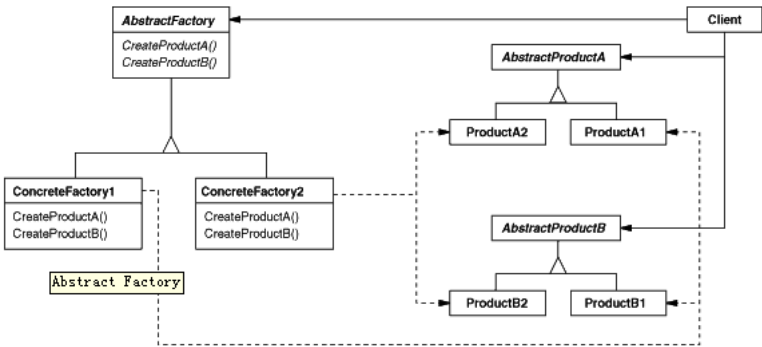 AbstractFactory
CreateProductA()
CreateProductB()
Client
AbstractProductA
ProductA2
ProductA1
ConcreteFactory1
CreateProductA()
CreateProductB()
ConcreteFactory2
CreateProductA()
CreateProductB()
AbstractProductB
ProductB2
ProductB1
Abstract Factory